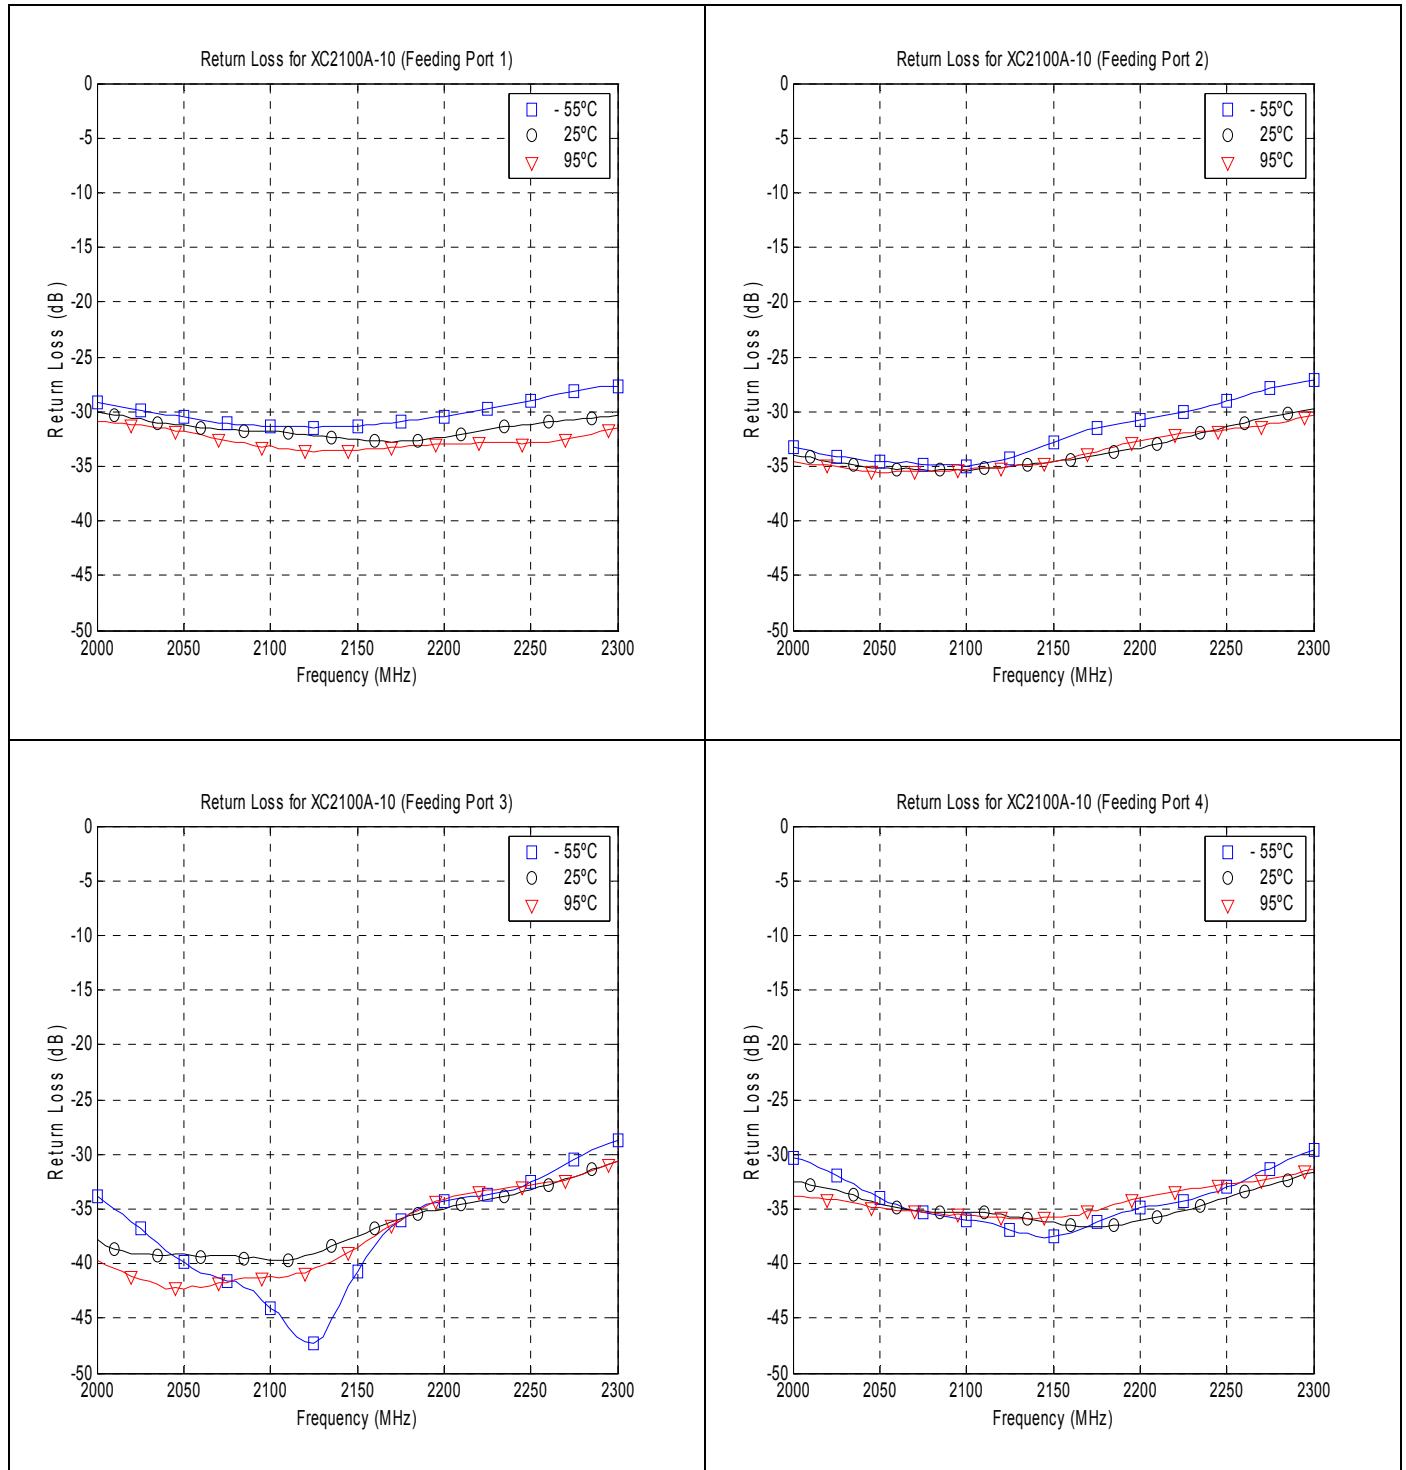 Return Loss for XC2100A-10 (Feeding Port 1)
0
-5
-10
-15
-20
-25
-30
-35
-40
-45
-50
Return Loss (dB)
- 55ºC
25ºC
95ºC
2000 2050 2100 2150 2200 2250 2300
Frequency (MHz)
Return Loss for XC2100A-10 (Feeding Port 2)
0
-5
-10
-15
-20
-25
-30
-35
-40
-45
-50
Return Loss (dB)
- 55ºC
25ºC
95ºC
2000 2050 2100 2150 2200 2250 2300
Frequency (MHz)
Return Loss for XC2100A-10 (Feeding Port 3)
0
-5
-10
-15
-20
-25
-30
-35
-40
-45
-50
Return Loss (dB)
- 55ºC
25ºC
95ºC
2000 2050 2100 2150 2200 2250 2300
Frequency (MHz)
Return Loss for XC2100A-10 (Feeding Port 4)
0
-5
-10
-15
-20
-25
-30
-35
-40
-45
-50
Return Loss (dB)
- 55ºC
25ºC
95ºC
2000 2050 2100 2150 2200 2250 2300
Frequency (MHz)